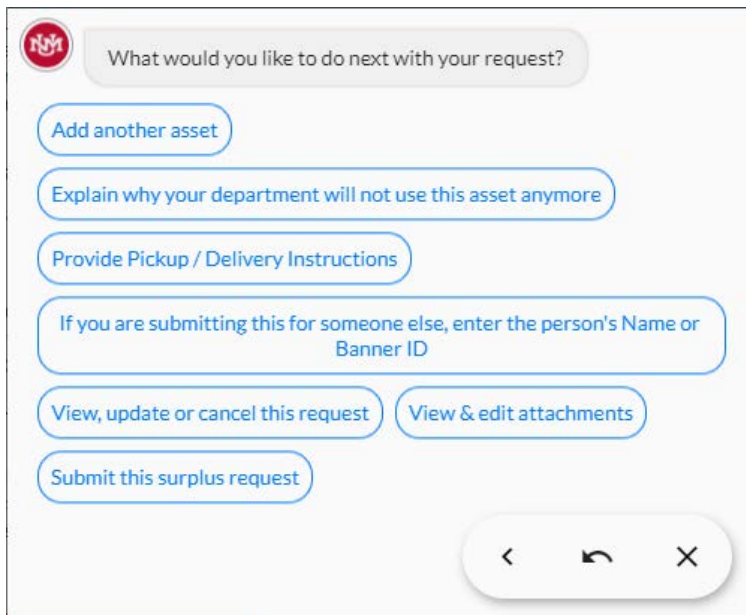 UNM
What would you like to do next with your request?
Add another asset
Explain why your department will not use this asset anymore
Provide Pickup / Delivery Instructions
If you are submitting this for someone else, enter the person's Name or
Banner ID
View, update or cancel this request
View & edit attachments
Submit this surplus request